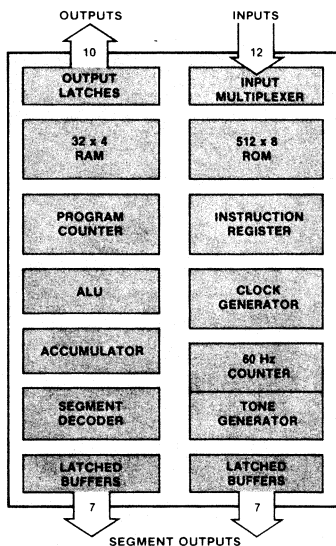 OUTPUTS
INPUTS
10
12
OUTPUT
LATCHES
INPUT
MULTIPLEXER
32 x 4
RAM
512 x 8
ROM
PROGRAM
COUNTER
INSTRUCTION
REGISTER
ALU
CLOCK
GENERATOR
ACCUMULATOR
60 Hz
COUNTER
SEGMENT
DECODER
TONE
GENERATOR
LATCHED
BUFFERS
LATCHED
BUFFERS
7
7
SEGMENT OUTPUTS